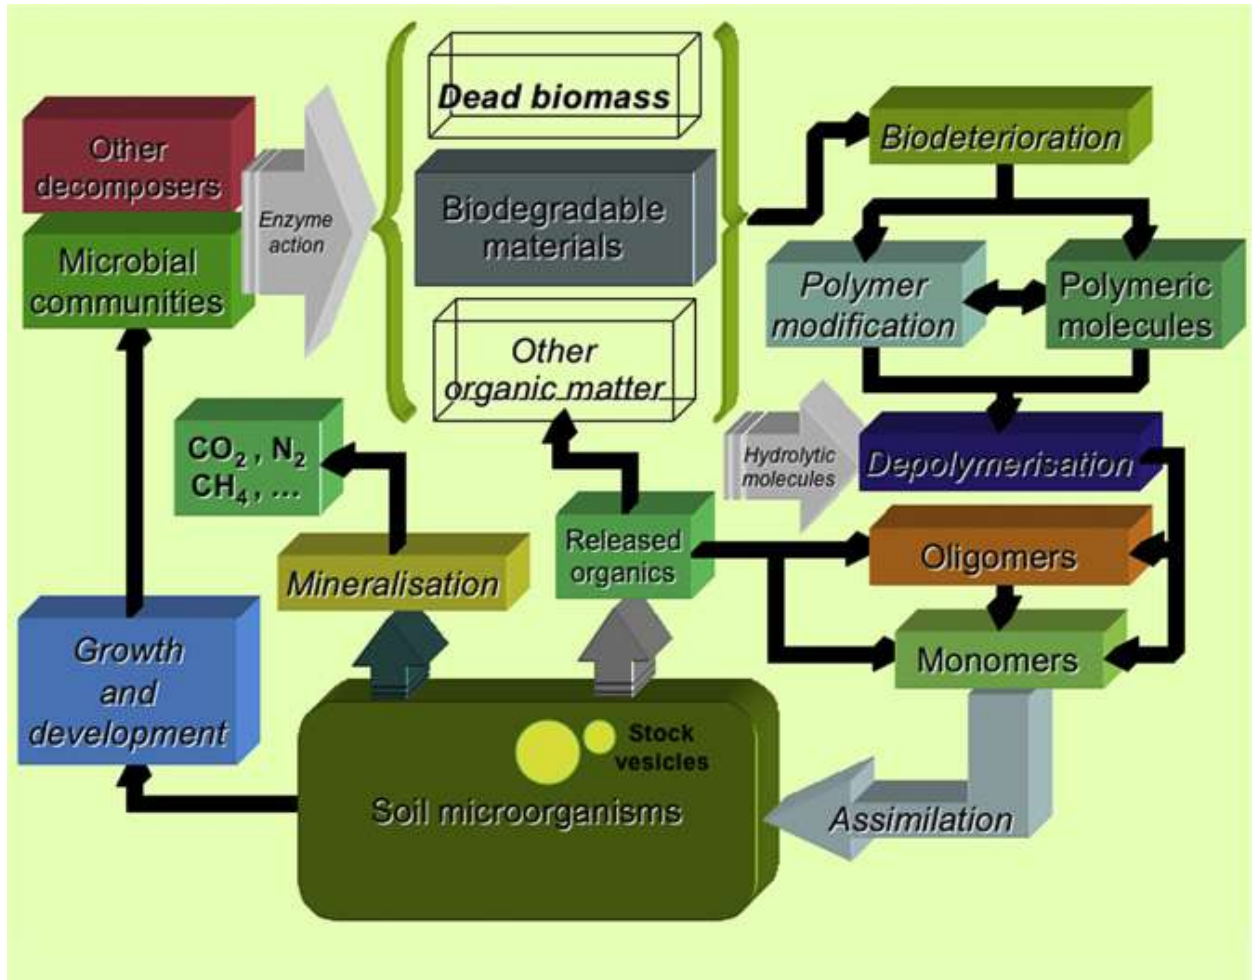 Dead biomass
Other
decomposers
Enzyme
action
Biodegradable
materials
Biodeterioration
Microbial
communities
Polymer
modification
Polymeric
molecules
Other
organic matter
CO₂ , N₂
CH₄ , ...
Hydrolytic
molecules
Depolymerisation
Released
organics
Oligomers
Mineralisation
Monomers
Growth
and
development
Stock
vesicles
Soil microorganisms
Assimilation